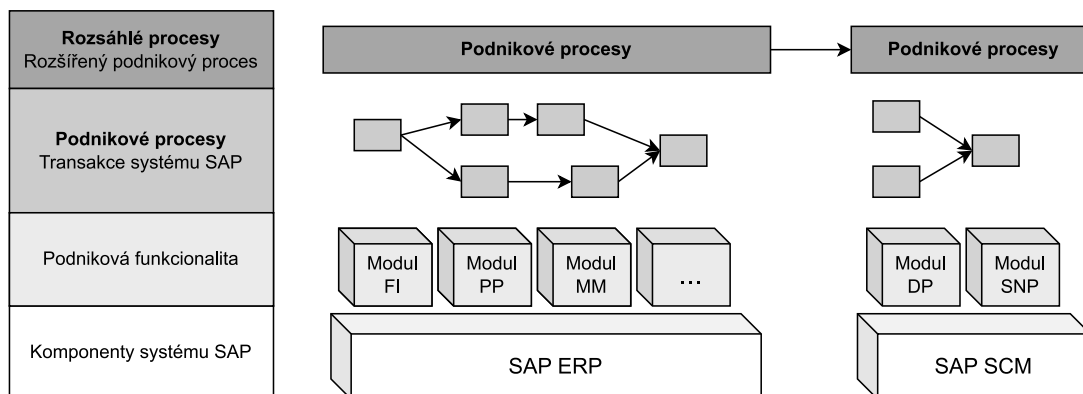 Rozsáhlé procesy
Rozšířený podnikový proces
Podnikové procesy
Podnikové procesy
Podnikové procesy
Transakce systému SAP
Podniková funkcionalita
Modul
FI
Modul
PP
Modul
MM
...
Modul
DP
Modul
SNP
Komponenty systému SAP
SAP ERP
SAP SCM